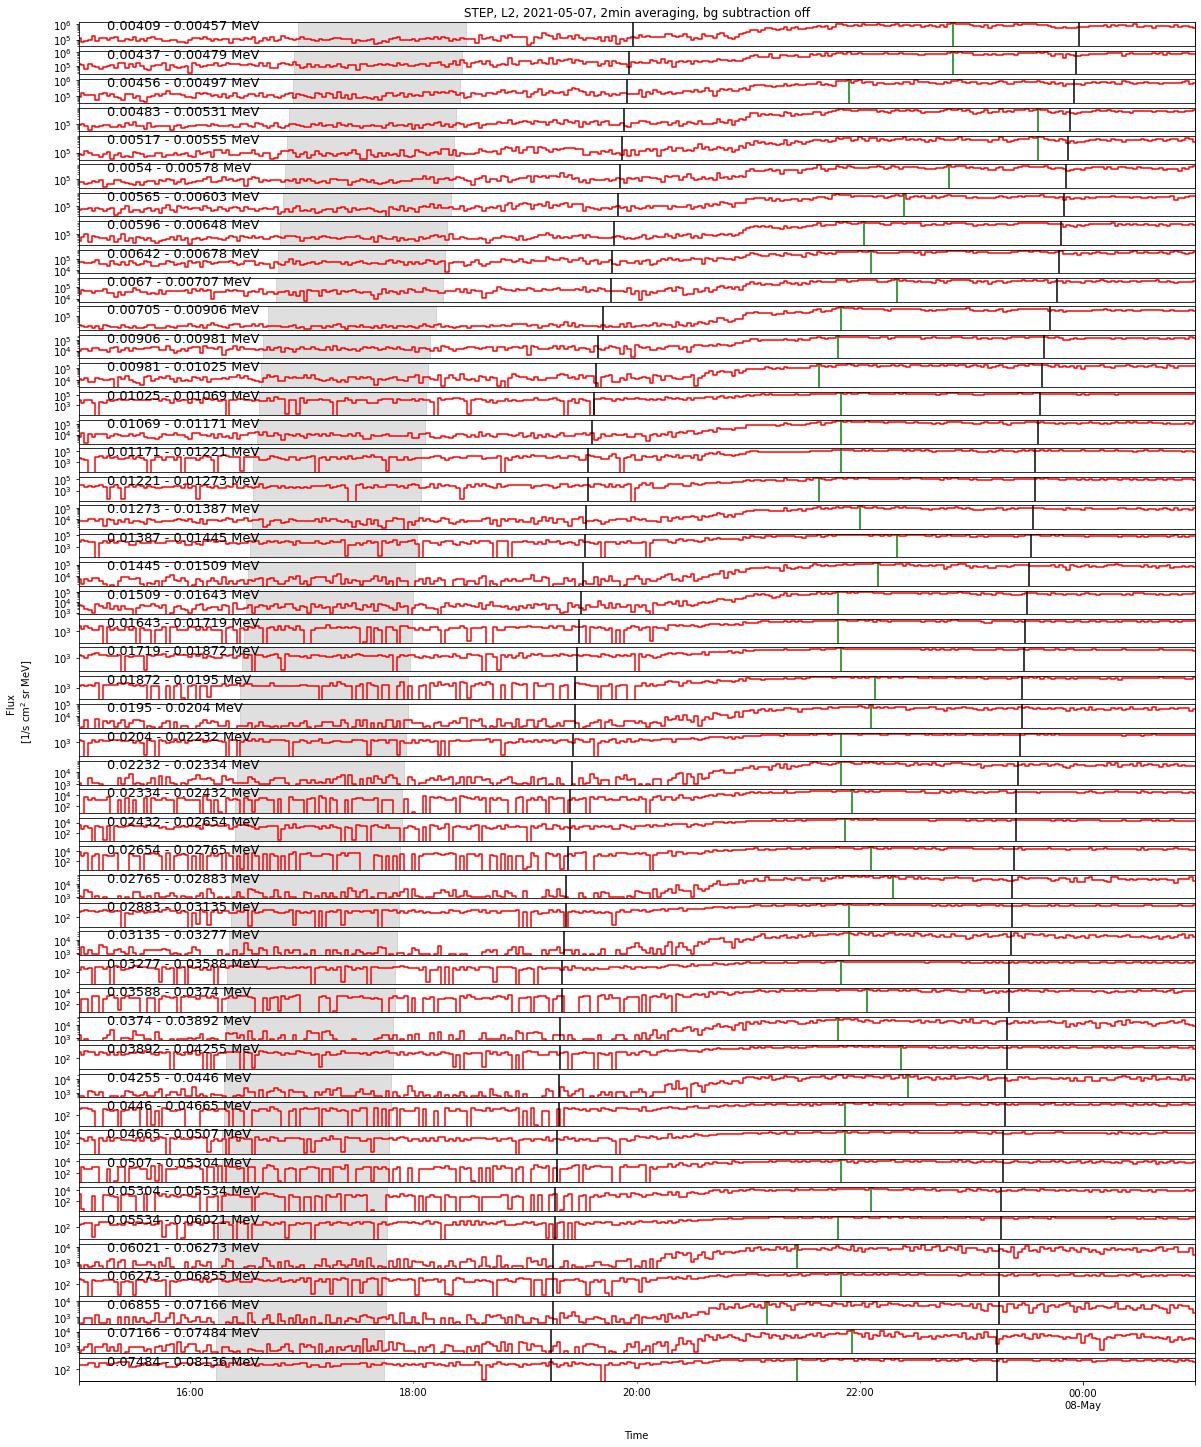 STEP, L2, 2021-05-07, 2min averaging, bg subtraction off
0.00409 - 0.00457 MeV
0.00437 - 0.00479 MeV
0.00456 - 0.00497 MeV
0.00483 - 0.00531 MeV
0.00517 - 0.00555 MeV
0.0054 - 0.00578 MeV
0.00565 - 0.00603 MeV
0.00596 - 0.00648 MeV
0.00642 - 0.00678 MeV
0.0067 - 0.00707 MeV
0.00705 - 0.00906 MeV
0.00906 - 0.00981 MeV
0.00981 - 0.01025 MeV
0.01025 - 0.01069 MeV
0.01069 - 0.01171 MeV
0.01171 - 0.01221 MeV
0.01221 - 0.01273 MeV
0.01273 - 0.01387 MeV
0.01387 - 0.01445 MeV
0.01445 - 0.01509 MeV
0.01509 - 0.01643 MeV
0.01643 - 0.01719 MeV
0.01719 - 0.01872 MeV
0.01872 - 0.0195 MeV
0.0195 - 0.0204 MeV
0.0204 - 0.02232 MeV
0.02232 - 0.02334 MeV
0.02334 - 0.02432 MeV
0.02432 - 0.02654 MeV
0.02654 - 0.02765 MeV
0.02765 - 0.02883 MeV
0.02883 - 0.03135 MeV
0.03135 - 0.03277 MeV
0.03277 - 0.03588 MeV
0.03588 - 0.0374 MeV
0.0374 - 0.03892 MeV
0.03892 - 0.04255 MeV
0.04255 - 0.0446 MeV
0.0446 - 0.04665 MeV
0.04665 - 0.0507 MeV
0.0507 - 0.05304 MeV
0.05304 - 0.05534 MeV
0.05534 - 0.06021 MeV
0.06021 - 0.06273 MeV
0.06273 - 0.06855 MeV
0.06855 - 0.07166 MeV
0.07166 - 0.07484 MeV
0.07484 - 0.08136 MeV
Flux
[1/s cm² sr MeV]
16:00 18:00 20:00 22:00 00:00
08-May
Time